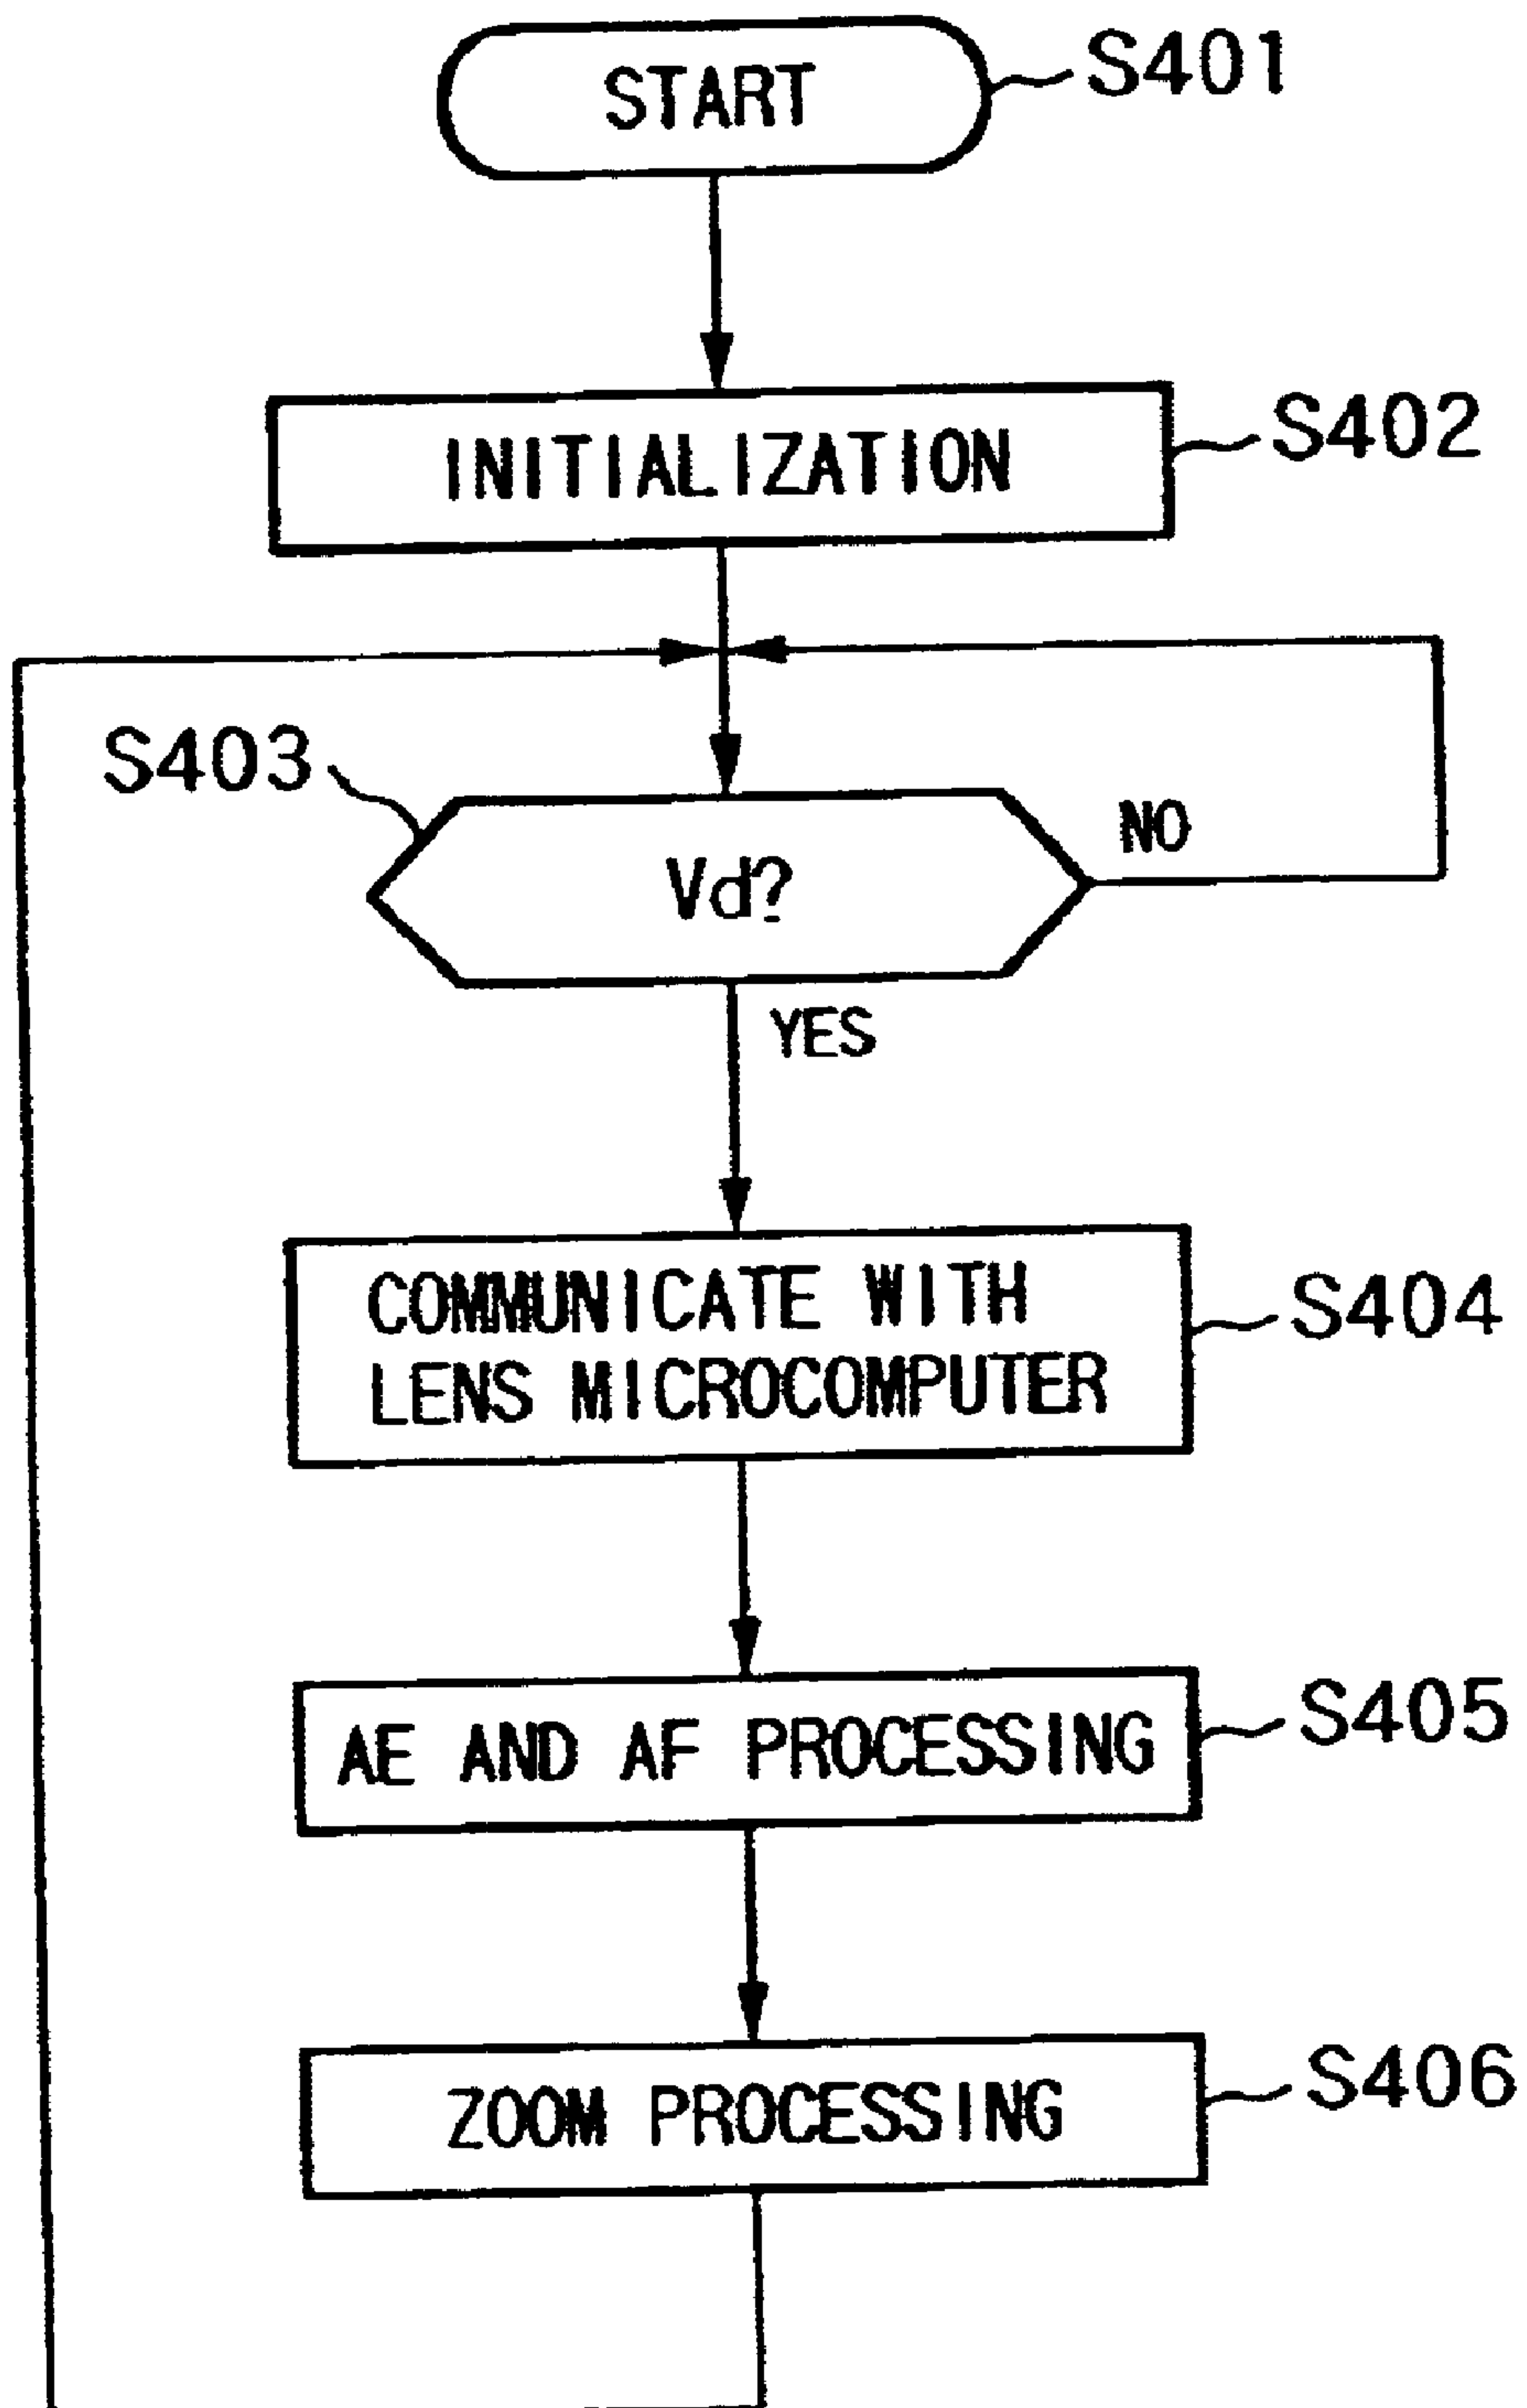 START
S401
INITIALIZATION
S402
S403
Vd?
NO
YES
COMMUNICATE WITH
LENS MICROCOMPUTER
S404
AE AND AF PROCESSING
S405
ZOOM PROCESSING
S406